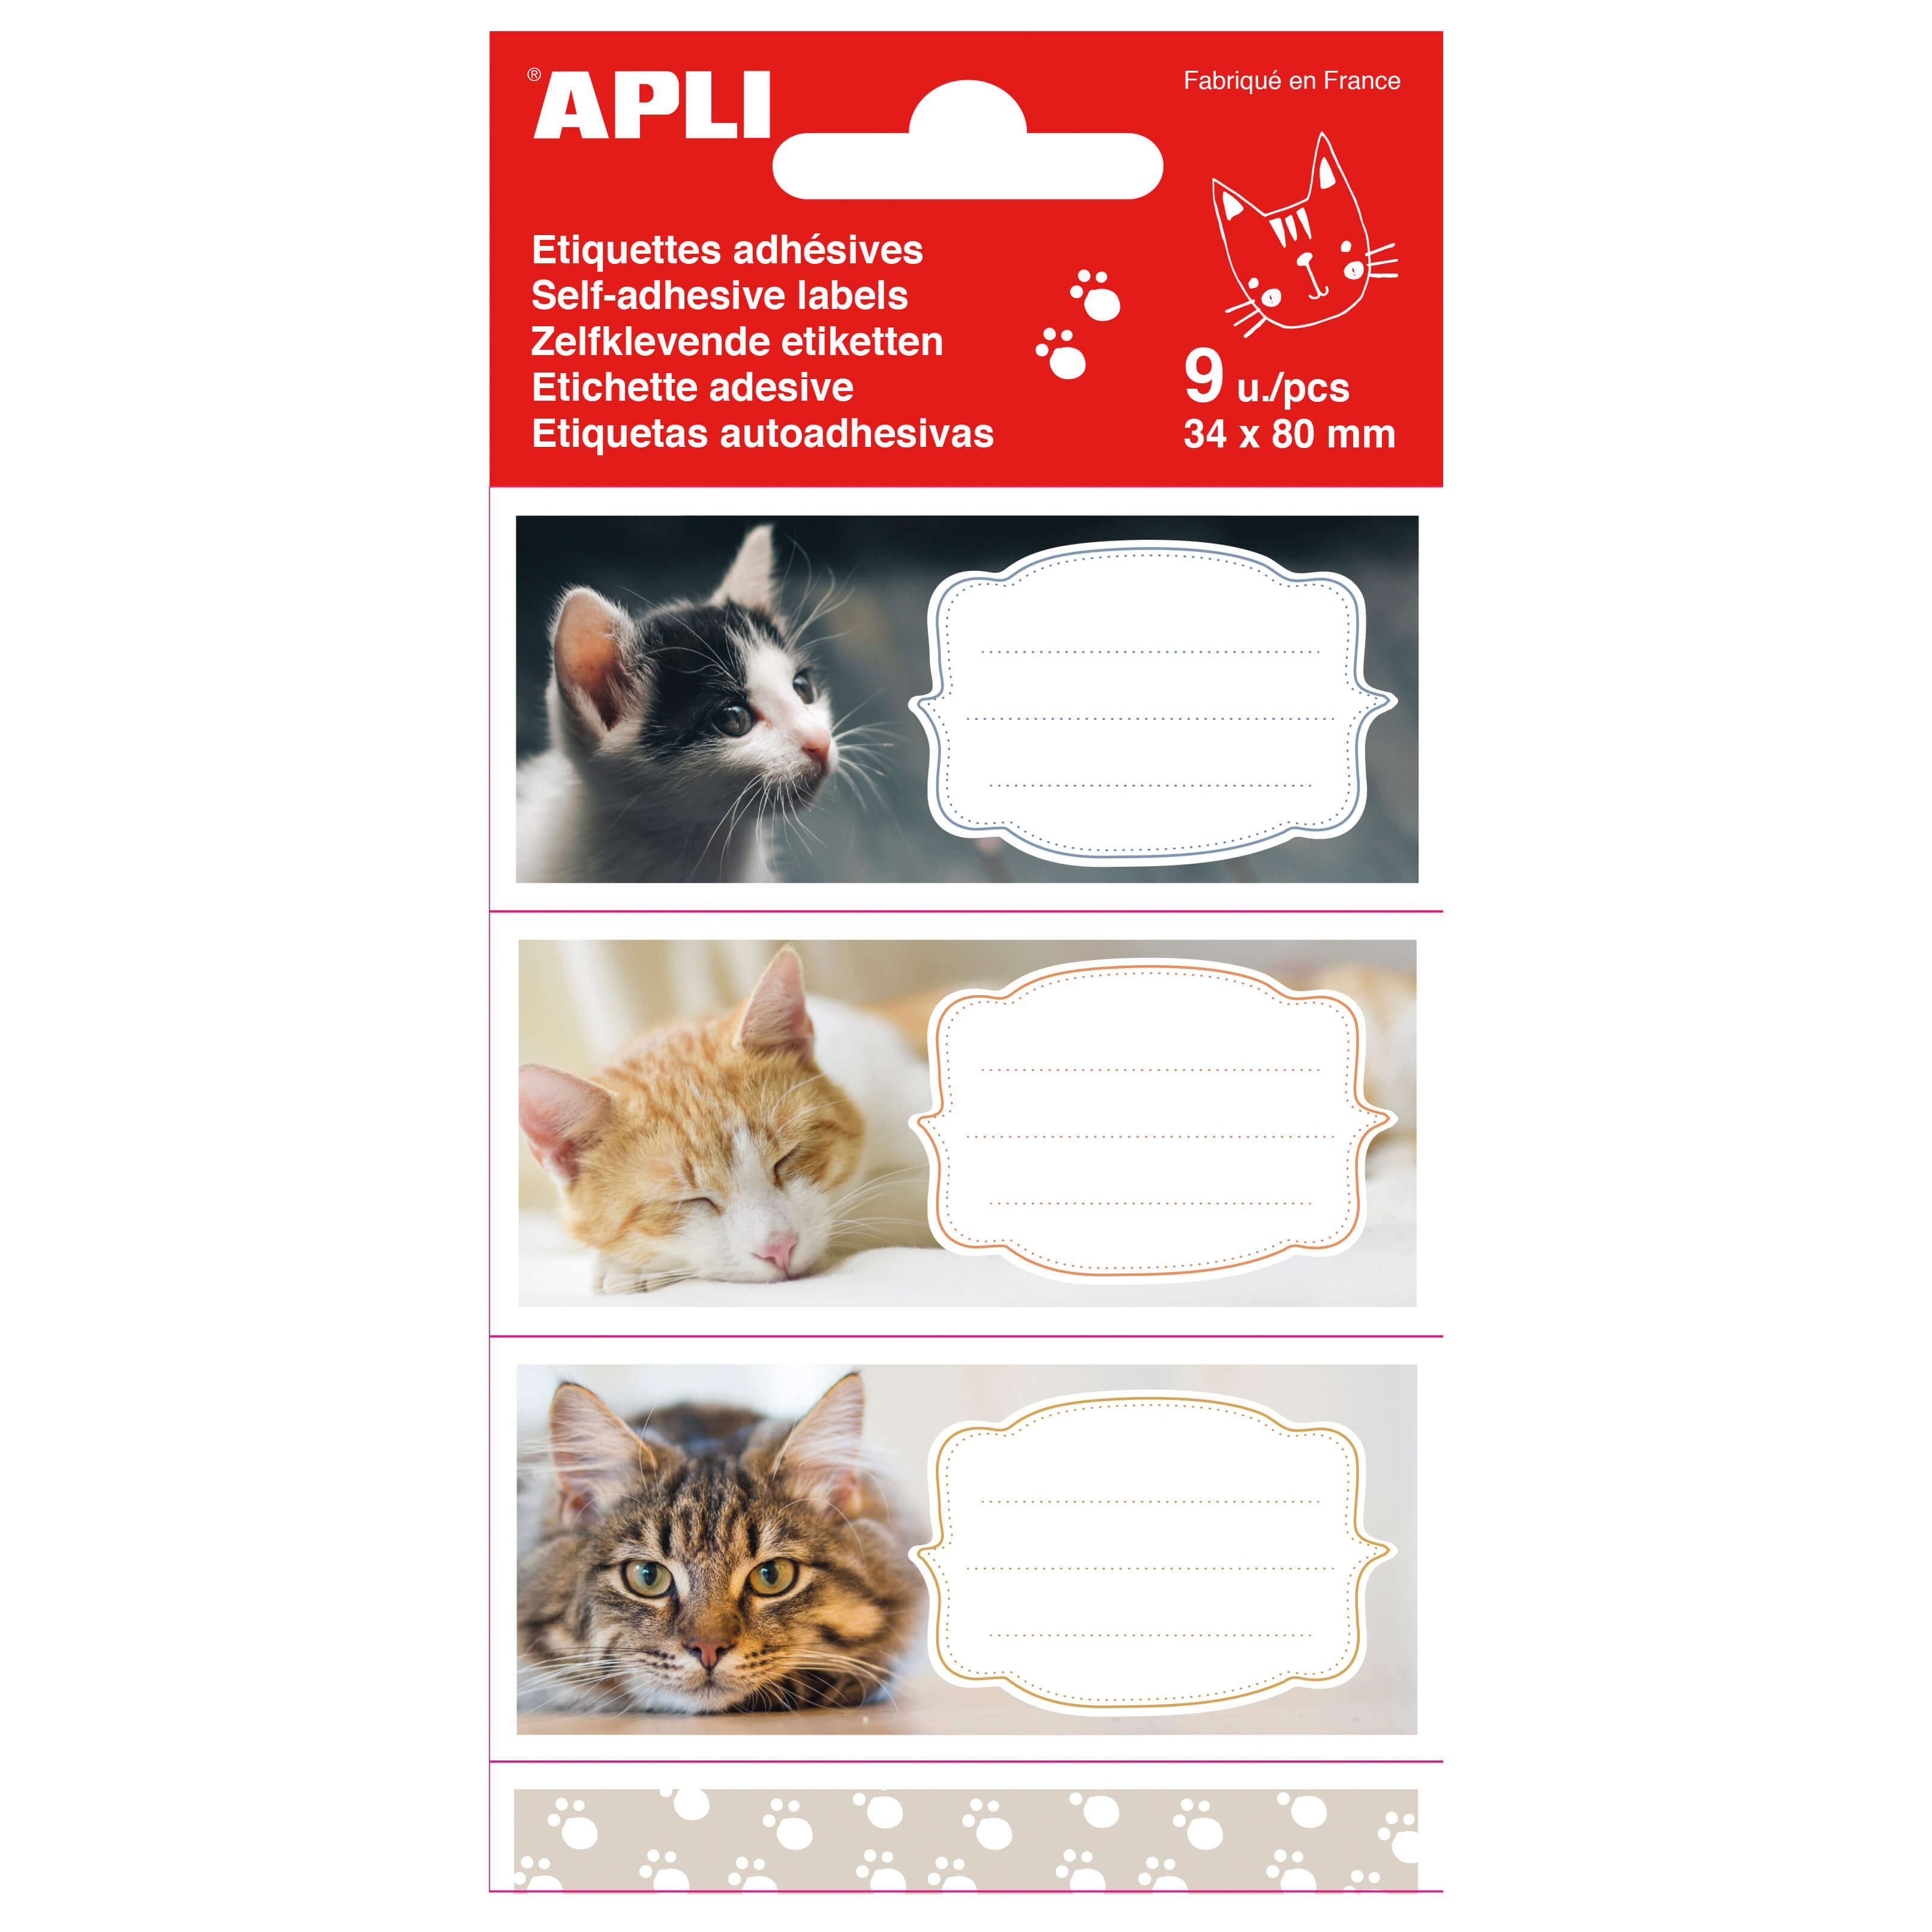 ® APLI
Fabriqué en France
Etiquettes adhésives
Self-adhesive labels
Zelfklevende etiketten
Etichette adesive
Etiquetas autoadhesivas
9 u./pcs
34 x 80 mm